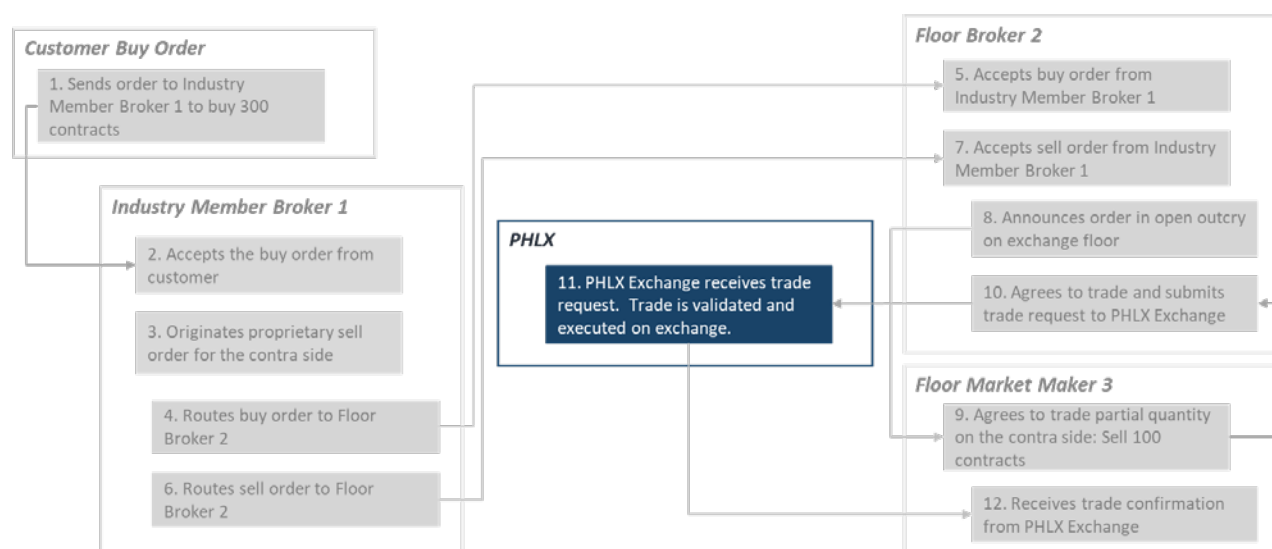 Customer Buy Order
1. Sends order to Industry
Member Broker 1 to buy 300
contracts
Industry Member Broker 1
2. Accepts the buy order from
customer
3. Originates proprietary sell
order for the contra side
4. Routes buy order to Floor
Broker 2
6. Routes sell order to Floor
Broker 2
PHLX
11. PHLX Exchange receives trade
request. Trade is validated and
executed on exchange.
Floor Broker 2
5. Accepts buy order from
Industry Member Broker 1
7. Accepts sell order from Industry
Member Broker 1
8. Announces order in open outcry
on exchange floor
10. Agrees to trade and submits
trade request to PHLX Exchange
Floor Market Maker 3
9. Agrees to trade partial quantity
on the contra side: Sell 100
contracts
12. Receives trade confirmation
from PHLX Exchange